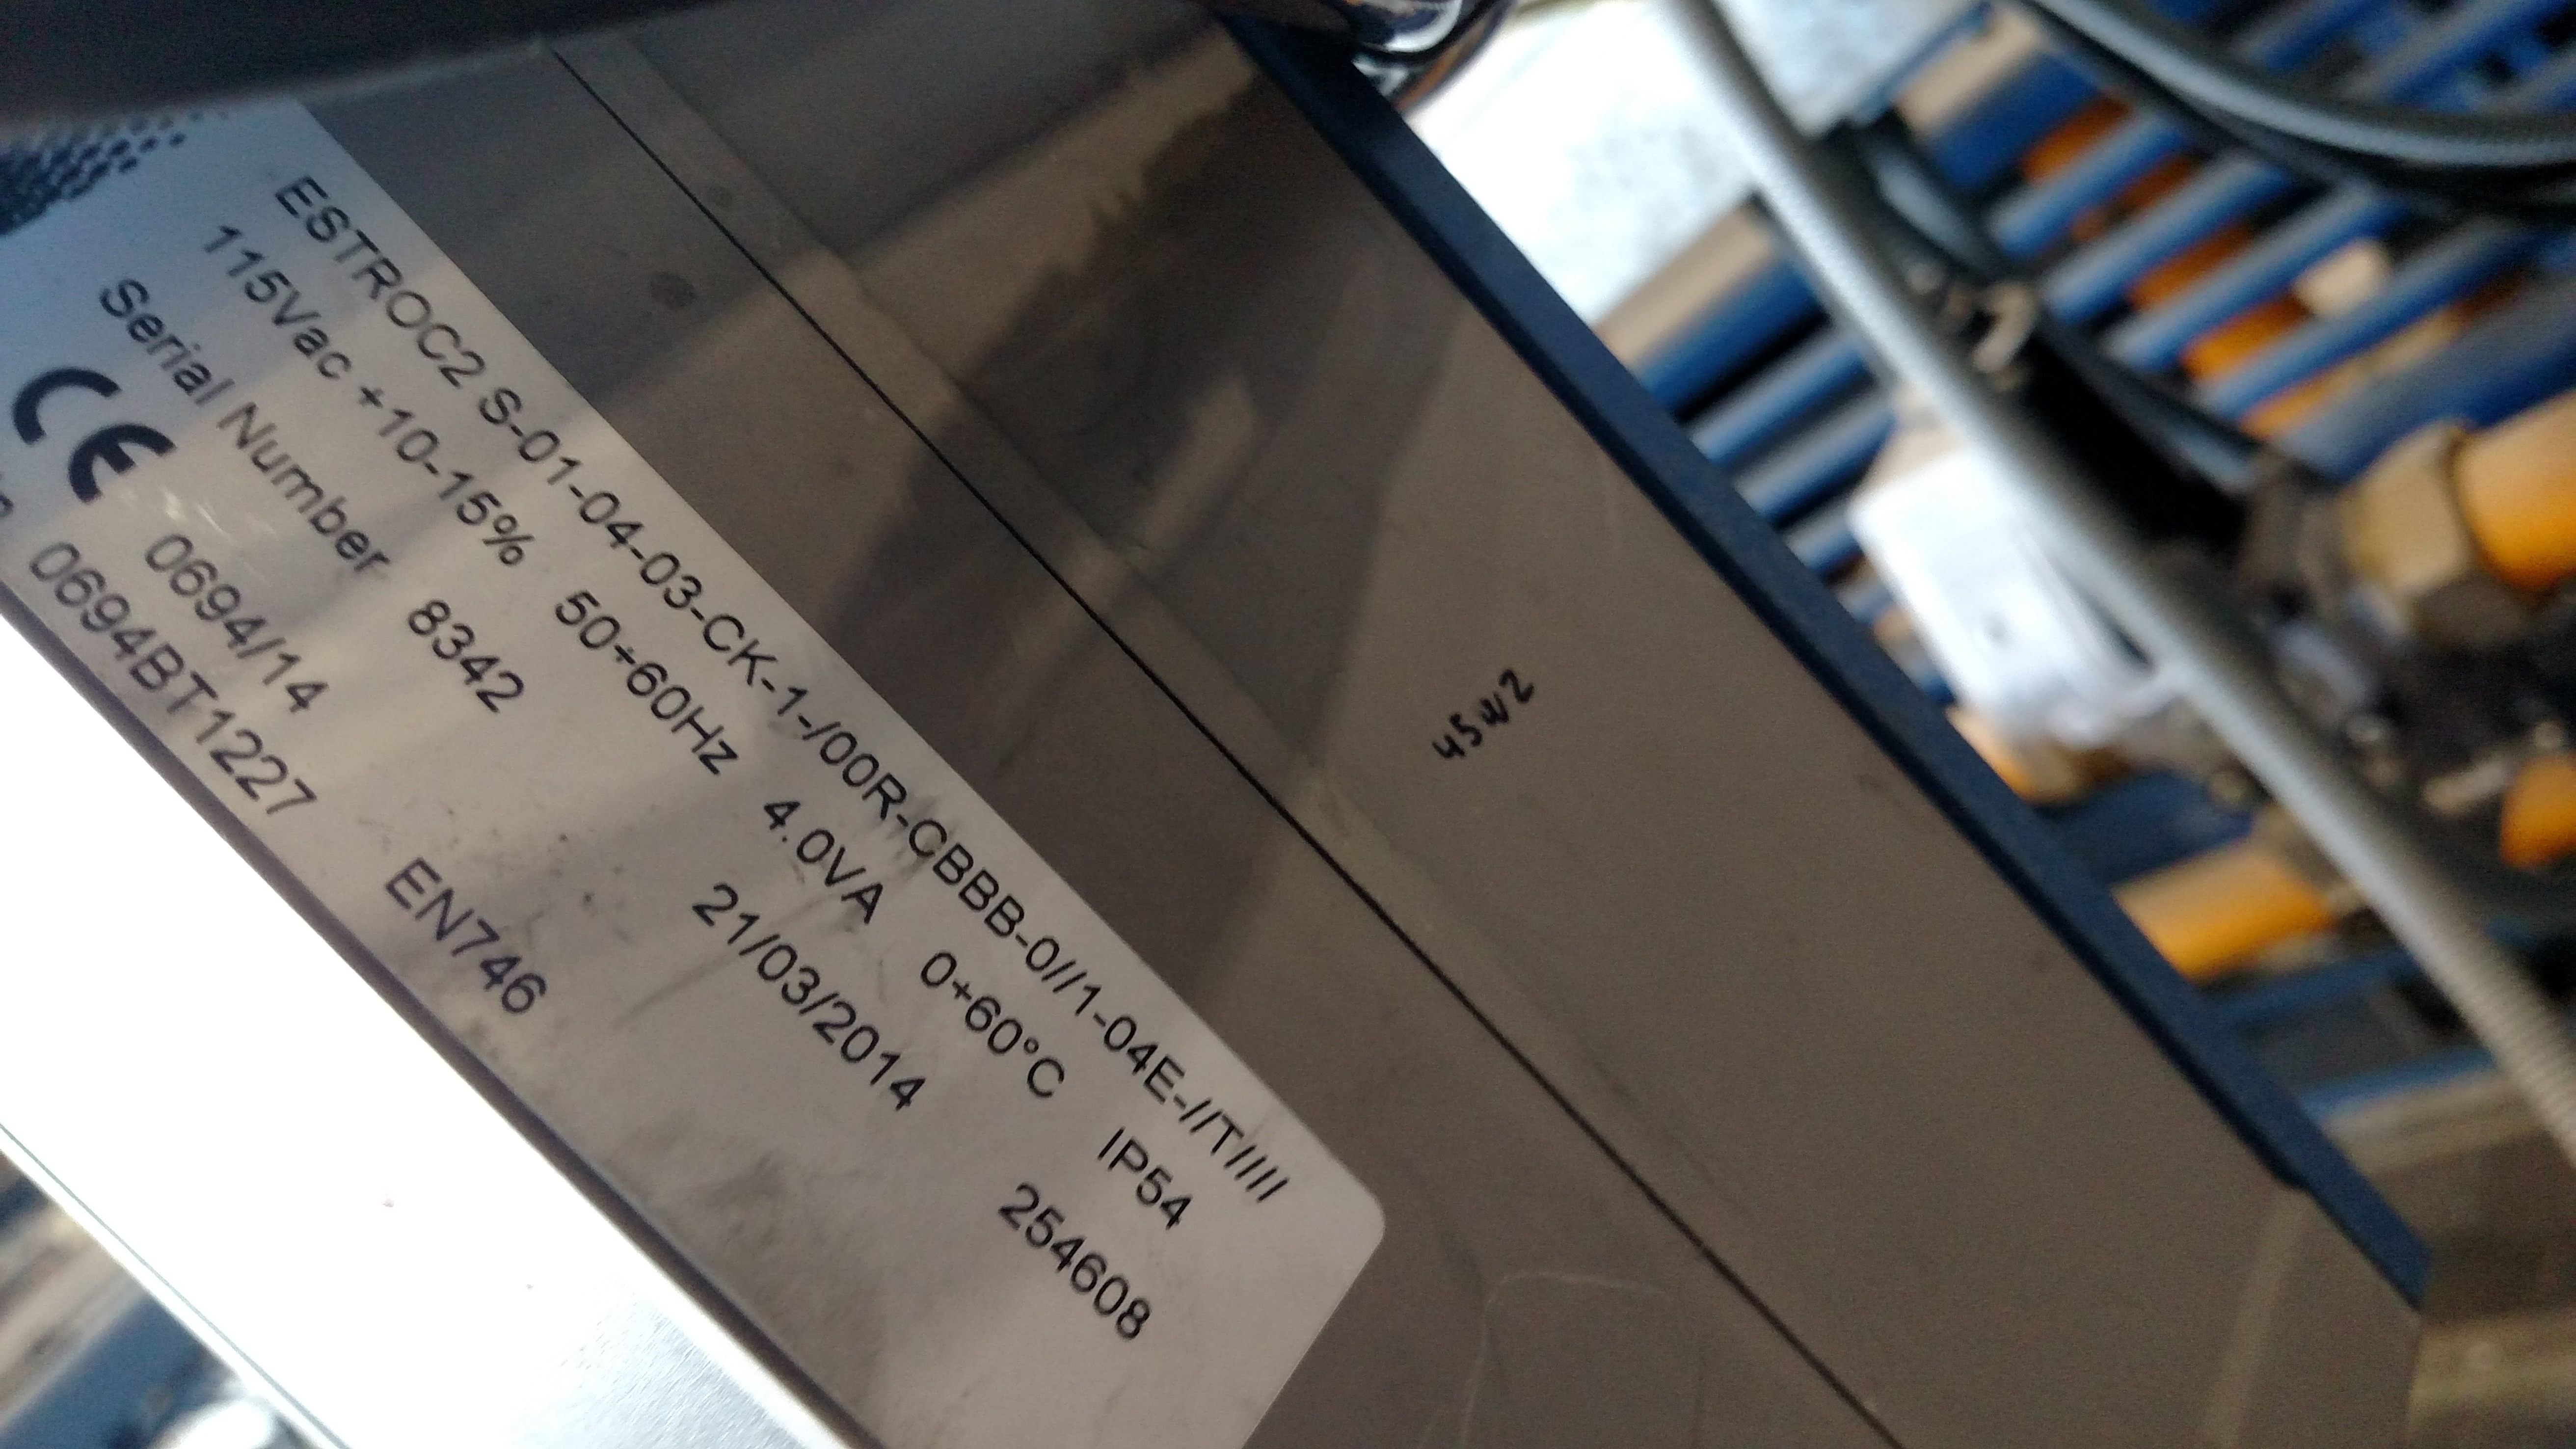 ESTROC2 S-01-04-03-CK-1-/00R-CBBB-0//1-04E-//T////
115Vac +10-15% 50÷60Hz 4.0VA 0÷60°C IP54
Serial Number 8342 21/03/2014 254608
CE 0694/14
0694BT1227 EN746
45W2